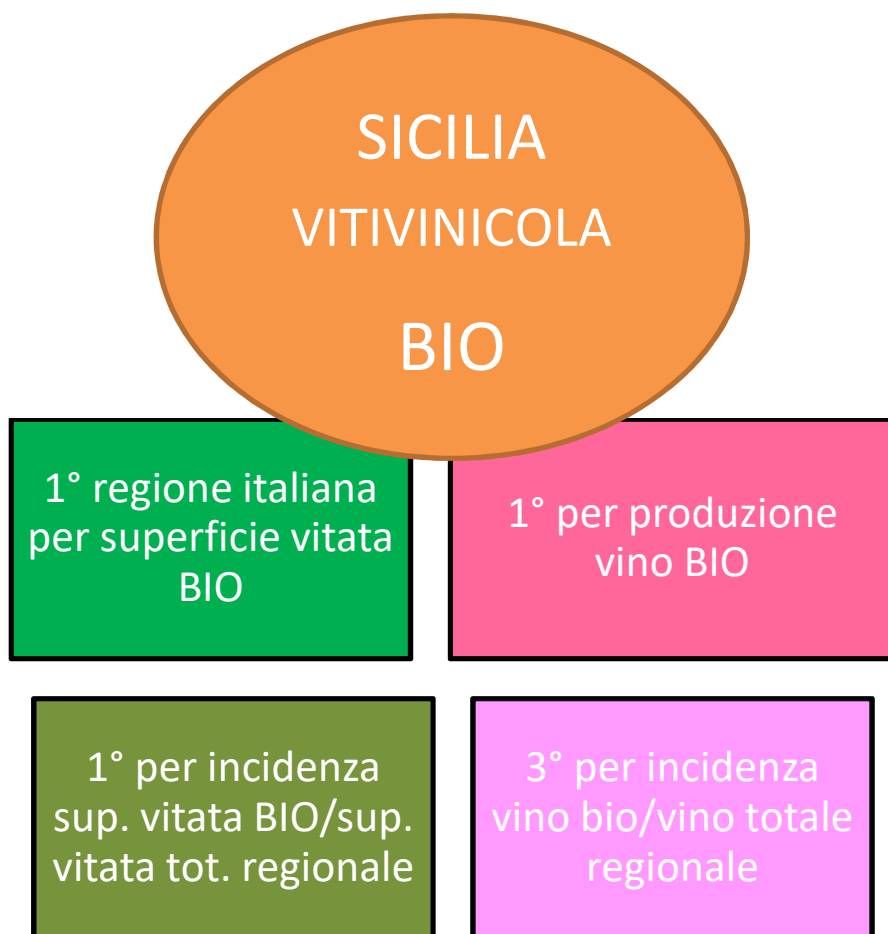 SICILIA
VITIVINICOLA
BIO
1° regione italiana
per superficie vitata
BIO
1° per produzione
vino BIO
1° per incidenza
sup. vitata BIO/sup.
vitata tot. regionale
3° per incidenza
vino bio/vino totale
regionale